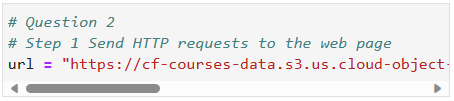 # Question 2
# Step 1 Send HTTP requests to the web page
url = "https://cf-courses-data.s3.us.cloud-object-